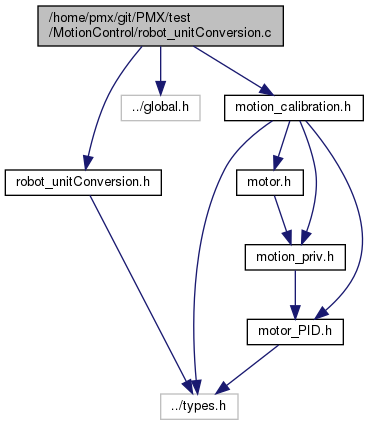 /home/pmx/git/PMX/test
/MotionControl/robot_unitConversion.c
../global.h
motion_calibration.h
robot_unitConversion.h
motor.h
motion_priv.h
motor_PID.h
../types.h